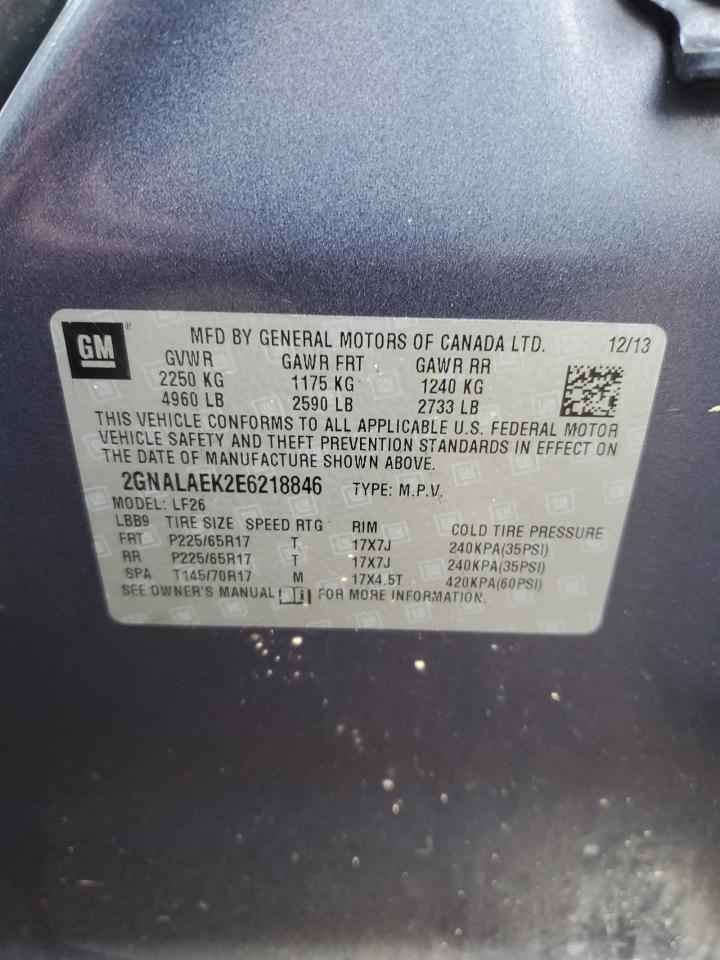 GM
MFD BY GENERAL MOTORS OF CANADA LTD. 12/13
GVWR GAWR FRT GAWR RR
2250 KG 1175 KG 1240 KG
4960 LB 2590 LB 2733 LB
THIS VEHICLE CONFORMS TO ALL APPLICABLE U.S. FEDERAL MOTOR
VEHICLE SAFETY AND THEFT PREVENTION STANDARDS IN EFFECT ON
THE DATE OF MANUFACTURE SHOWN ABOVE.
2GNALAEK2E6218846 TYPE: M.P.V.
MODEL: LF26
LBB9 TIRE SIZE SPEED RTG RIM COLD TIRE PRESSURE
FRT P225/65R17 T 17X7J 240KPA(35PSI)
RR P225/65R17 T 17X7J 240KPA(35PSI)
SPA T145/70R17 M 17X4.5T 420KPA(60PSI)
SEE OWNER'S MANUAL FOR MORE INFORMATION.